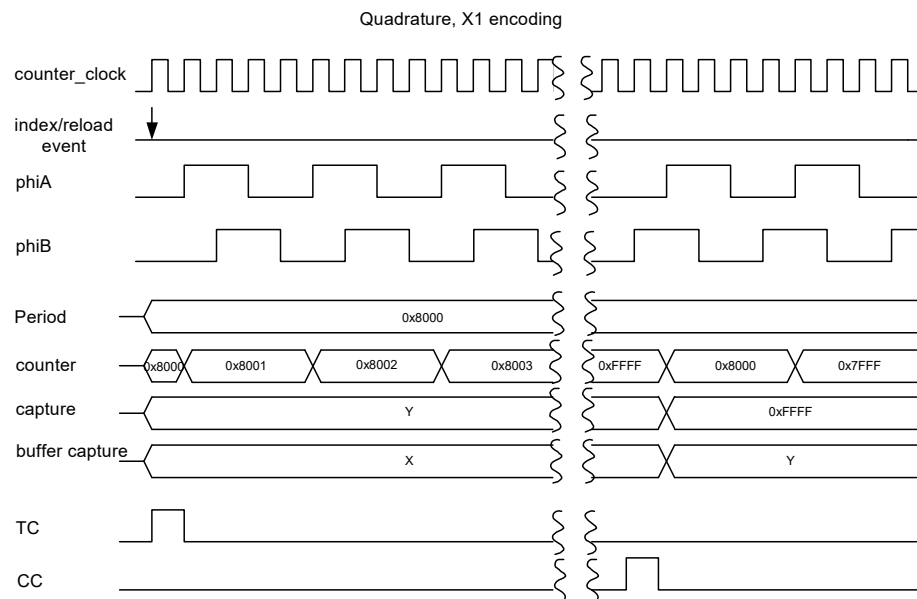 Quadrature, X1 encoding
counter_clock
index/reload
event
phiA
phiB
Period
0x8000
counter
0x8000
0x8001
0x8002
0x8003
0xFFFF
0x8000
0x7FFF
capture
Y
0xFFFF
buffer capture
X
Y
TC
CC